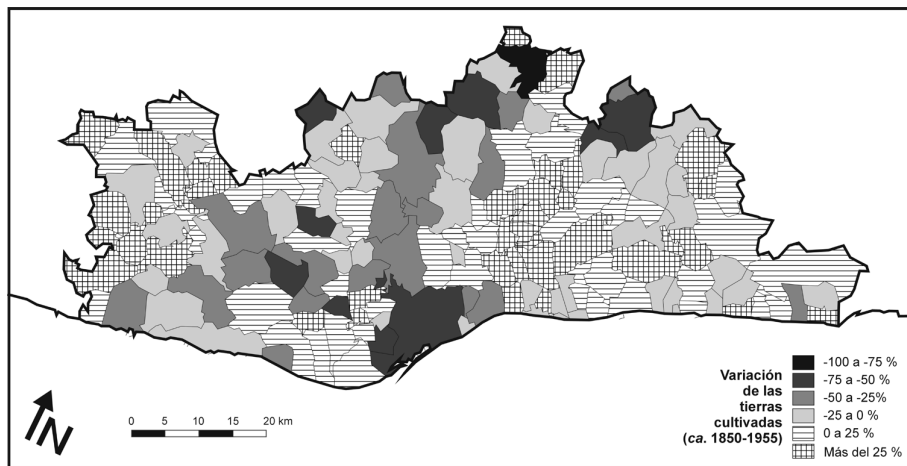 -100 a -75 %
-75 a -50 %
-50 a -25%
-25 a 0 %
0 a 25 %
Más del 25 %
Variación
de las
tierras
cultivadas
(ca. 1850-1955)
0 5 10 15 20 km
N